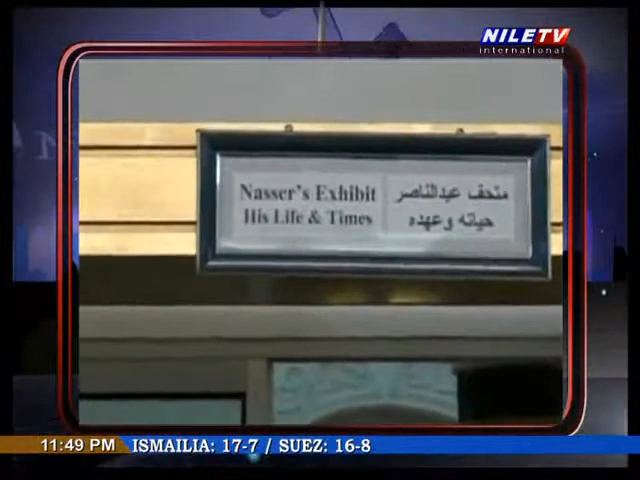 NILETV
international
Nasser's Exhibit
His Life & Times
متحف عبدالناصر
حياته وعهده
11:49 PM
ISMAILIA: 17-7 / SUEZ: 16-8